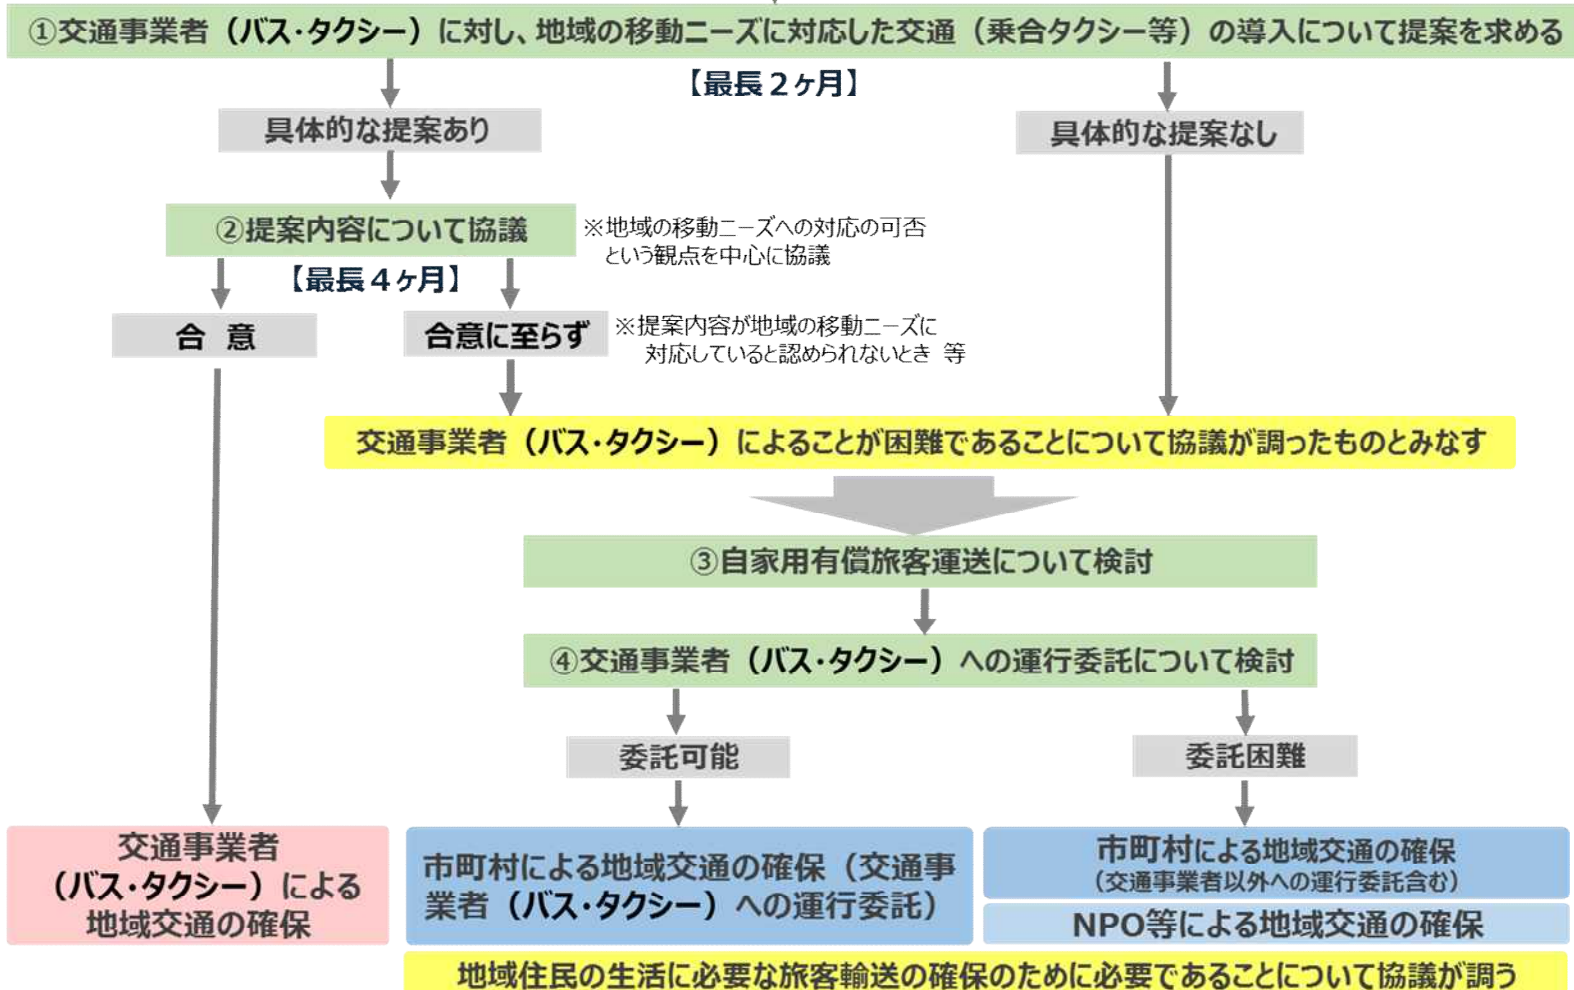 ①交通事業者（バス・タクシー）に対し、地域の移動ニーズに対応した交通（乗合タクシー等）の導入について提案を求める
【最長２ヶ月】
具体的な提案あり
具体的な提案なし
②提案内容について協議
※地域の移動ニーズへの対応の可否
という観点を中心に協議
【最長４ヶ月】
合　意
合意に至らず
※提案内容が地域の移動ニーズに
対応していると認められないとき 等
交通事業者（バス・タクシー）によることが困難であることについて協議が調ったものとみなす
③自家用有償旅客運送について検討
④交通事業者（バス・タクシー）への運行委託について検討
委託可能
委託困難
交通事業者
（バス・タクシー）による
地域交通の確保
市町村による地域交通の確保（交通事
業者（バス・タクシー）への運行委託）
市町村による地域交通の確保
（交通事業者以外への運行委託含む）
NPO等による地域交通の確保
地域住民の生活に必要な旅客輸送の確保のために必要であることについて協議が調う